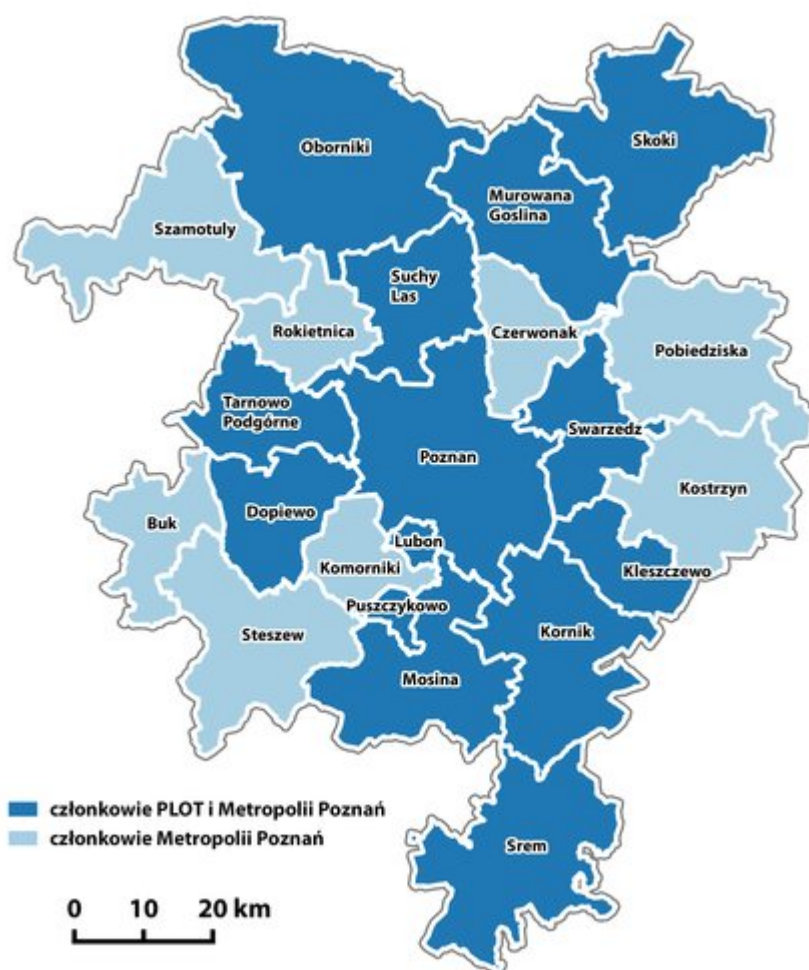 Oborniki
Skoki
Murowana
Goslina
Szamotuly
Suchy
Las
Rokietnica
Czerwonak
Pobiedziska
Tarnowo
Podgórne
Swarzedz
Poznan
Kostrzyn
Buk
Dopiewo
Lubon
Komorniki
Kleszczewo
Puszczykowo
Steszew
Kornik
Mosina
członkowie PLOT i Metropolii Poznań
członkowie Metropolii Poznań
Srem
0 10 20 km